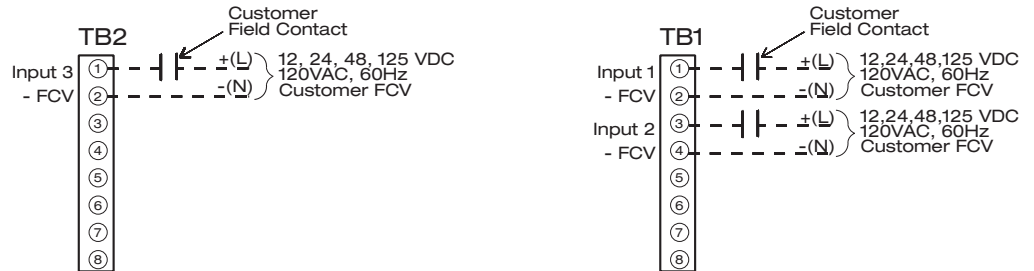 Customer
Field Contact
TB2
Input 3
1
+(L)
12, 24, 48, 125 VDC
120VAC, 60Hz
Customer FCV
- FCV
2
-(N)
3
4
5
6
7
8
Customer
Field Contact
TB1
Input 1
1
+(L)
12,24,48,125 VDC
120VAC, 60Hz
Customer FCV
- FCV
2
-(N)
Input 2
3
+(L)
12,24,48,125 VDC
120VAC, 60Hz
Customer FCV
- FCV
4
-(N)
5
6
7
8